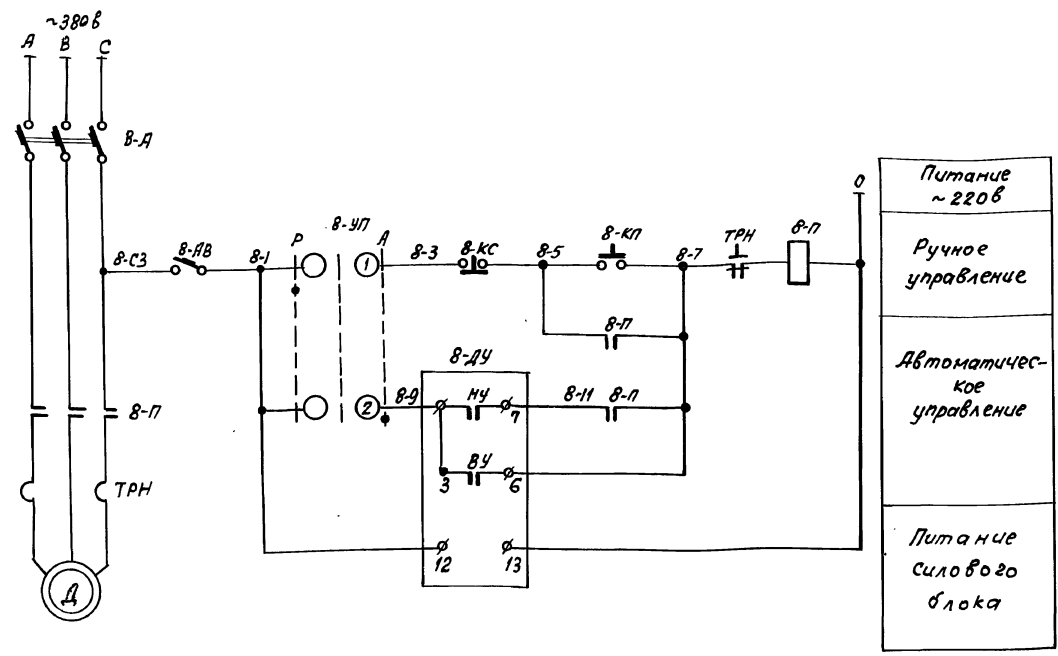 ~380в
А В С
В-А
8-С3
8-АВ
8-1
Р
8-УП
А
1
8-3
8-КС
8-5
8-КП
8-7
ТРН
8-П
0
8-П
8-ДУ
2
8-9
НУ
7
8-11
8-П
ВУ
3
6
12
13
8-П
ТРН
Д
Питание
~220в
Ручное
управление
Автоматичес-
кое
управление
Питание
силового
блока